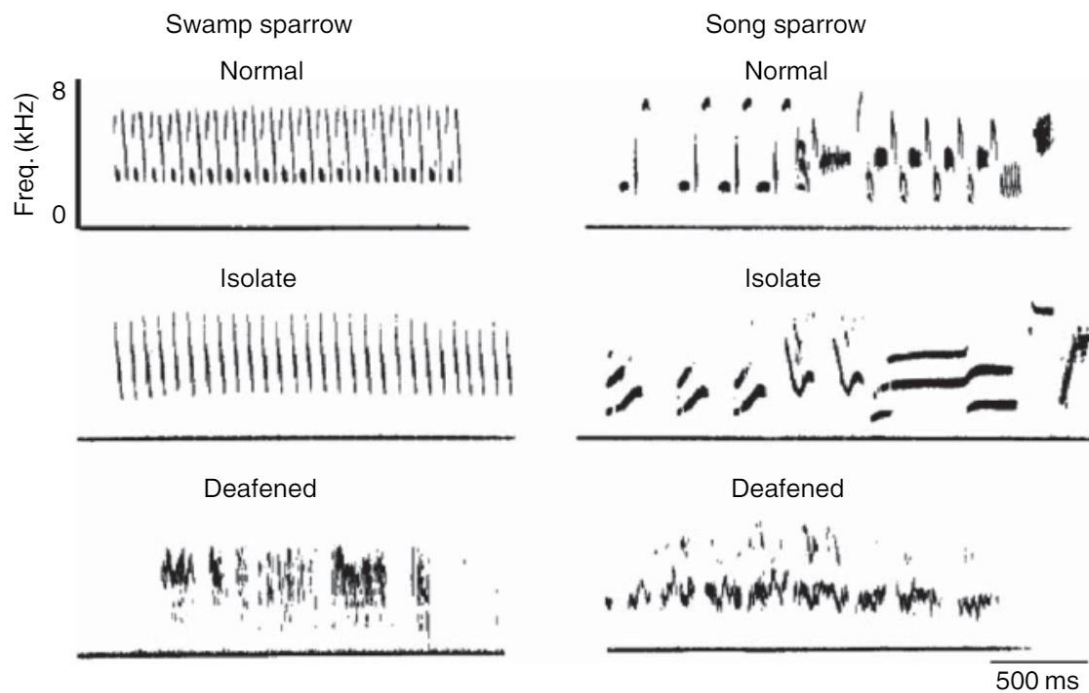 Swamp sparrow
Song sparrow
Normal
Normal
8
Freq. (kHz)
0
Isolate
Isolate
Deafened
Deafened
500 ms